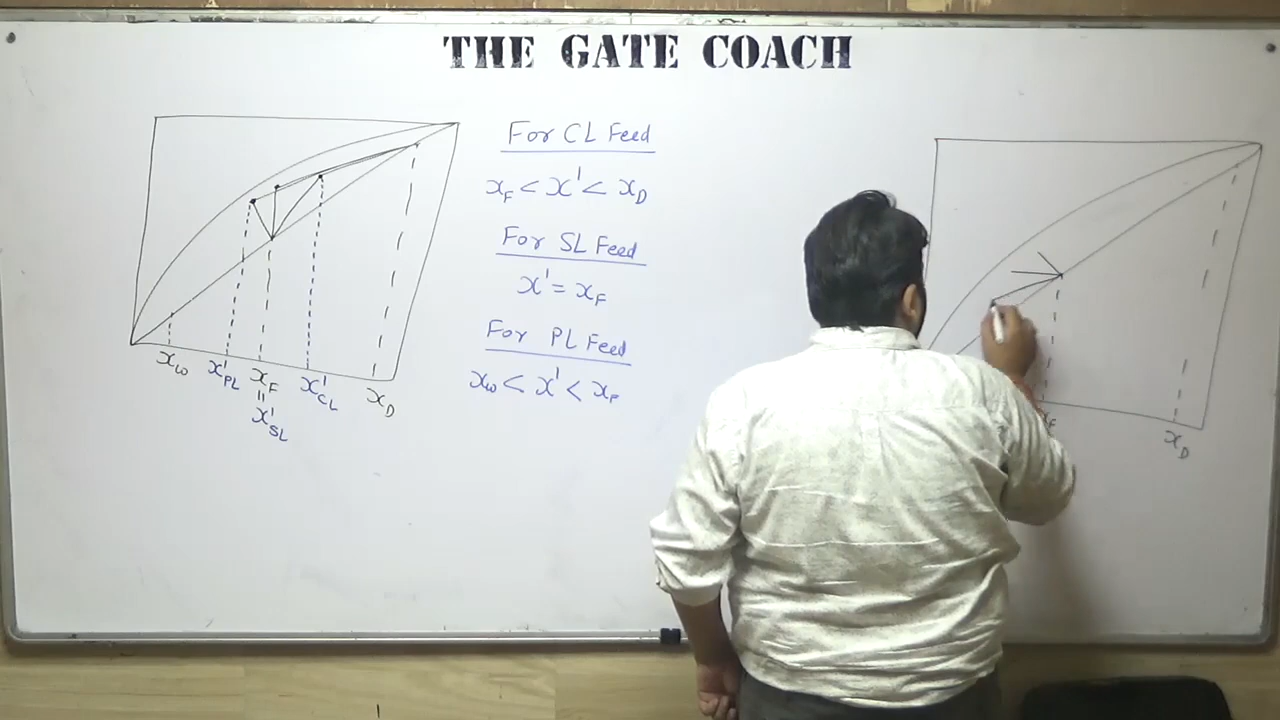 THE GATE COACH
For CL Feed
x_F < x' < x_D
For SL Feed
x' = x_F
For PL Feed
x_w < x' < x_F
x_w x'_PL x_F x'_CL x_D
=
x'_SL
x_D